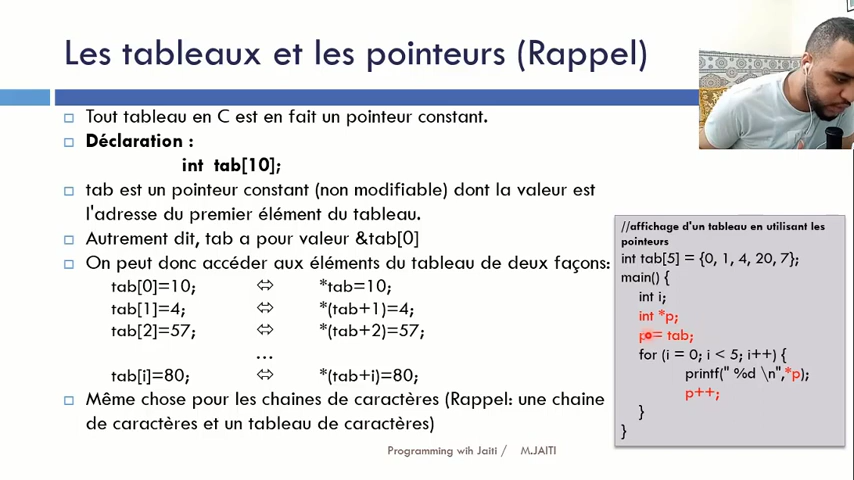 Les tableaux et les pointeurs (Rappel)
Tout tableau en C est en fait un pointeur constant.
Déclaration :
int tab[10];
tab est un pointeur constant (non modifiable) dont la valeur est
l'adresse du premier élément du tableau.
Autrement dit, tab a pour valeur &tab[0]
On peut donc accéder aux éléments du tableau de deux façons:
tab[0]=10; ⇔ *tab=10;
tab[1]=4; ⇔ *(tab+1)=4;
tab[2]=57; ⇔ *(tab+2)=57;
...
tab[i]=80; ⇔ *(tab+i)=80;
Même chose pour les chaines de caractères (Rappel: une chaine
de caractères et un tableau de caractères)
//affichage d'un tableau en utilisant les
pointeurs
int tab[5] = {0, 1, 4, 20, 7};
main() {
int i;
int *p;
p = tab;
for (i = 0; i < 5; i++) {
printf(" %d \n",*p);
p++;
}
}
Programming wih Jaiti / M.JAITI